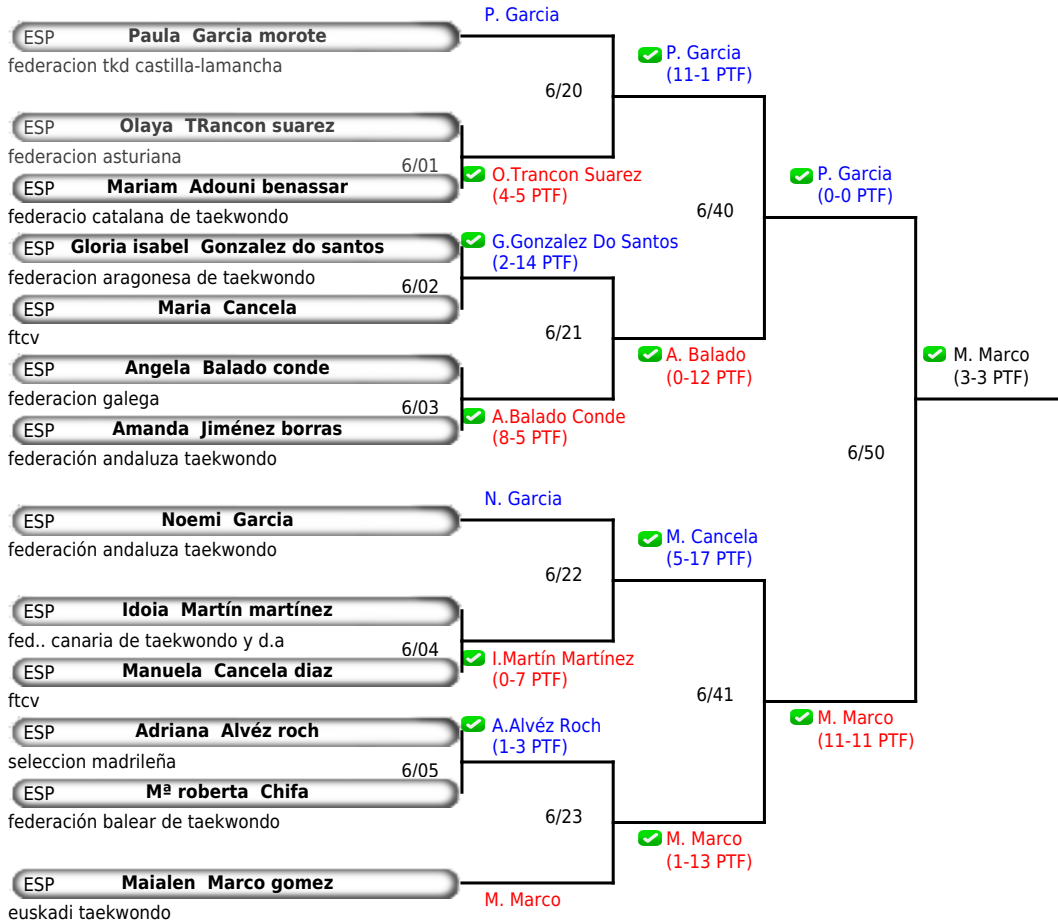 P. Garcia
ESP Paula Garcia morote
federacion tkd castilla-lamancha
P. Garcia
(11-1 PTF)
6/20
ESP Olaya TRancon suarez
federacion asturiana
6/01
O.Trancon Suarez
(4-5 PTF)
P. Garcia
(0-0 PTF)
ESP Mariam Adouni benassar
federacio catalana de taekwondo
6/40
ESP Gloria isabel Gonzalez do santos
G.Gonzalez Do Santos
(2-14 PTF)
federacion aragonesa de taekwondo
6/02
ESP Maria Cancela
ftcv
6/21
A. Balado
(0-12 PTF)
M. Marco
(3-3 PTF)
ESP Angela Balado conde
federacion galega
6/03
A.Balado Conde
(8-5 PTF)
ESP Amanda Jiménez borras
federación andaluza taekwondo
6/50
N. Garcia
ESP Noemi Garcia
federación andaluza taekwondo
M. Cancela
(5-17 PTF)
6/22
ESP Idoia Martín martínez
fed.. canaria de taekwondo y d.a
6/04
I.Martín Martínez
(0-7 PTF)
ESP Manuela Cancela diaz
ftcv
6/41
M. Marco
(11-11 PTF)
ESP Adriana Alvéz roch
A.Alvéz Roch
(1-3 PTF)
seleccion madrileña
6/05
ESP Mª roberta Chifa
federación balear de taekwondo
6/23
M. Marco
(1-13 PTF)
ESP Maialen Marco gomez
M. Marco
euskadi taekwondo